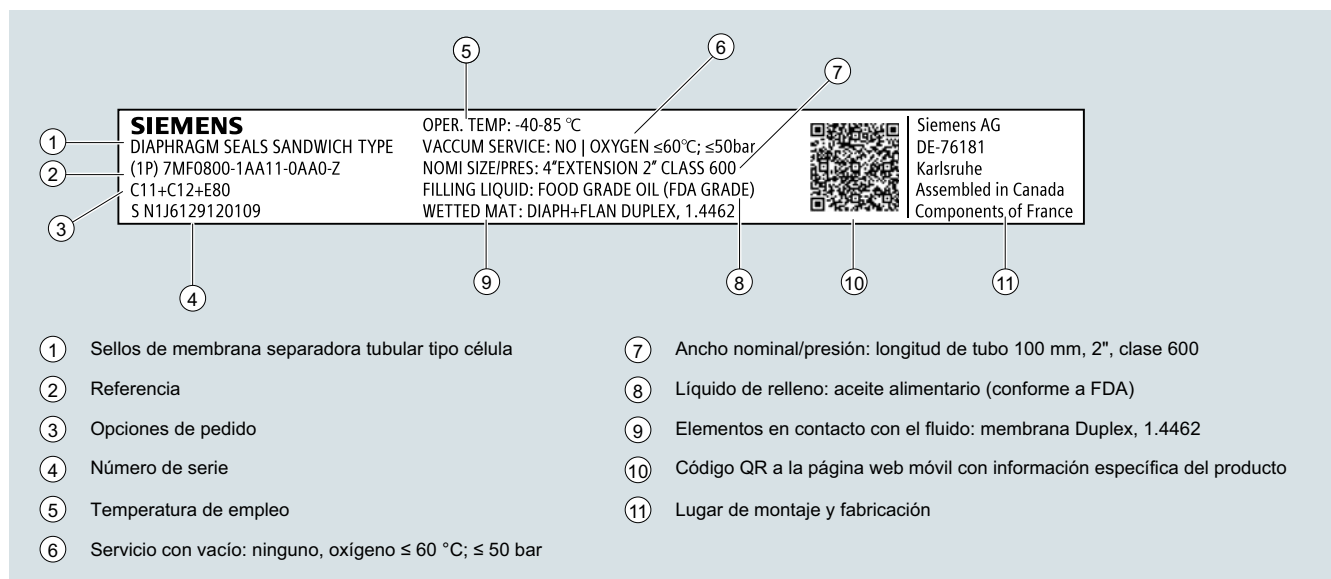 5
6
7
SIEMENS
DIAPHRAGM SEALS SANDWICH TYPE
(1P) 7MF0800-1AA11-0AA0-Z
C11+C12+E80
S N1J6129120109
OPER. TEMP: -40-85 °C
VACCUM SERVICE: NO | OXYGEN ≤60°C; ≤50bar
NOMI SIZE/PRES: 4"EXTENSION 2" CLASS 600
FILLING LIQUID: FOOD GRADE OIL (FDA GRADE)
WETTED MAT: DIAPH+FLAN DUPLEX, 1.4462
Siemens AG
DE-76181
Karlsruhe
Assembled in Canada
Components of France
1
2
3
4
9
8
10
11
1 Sellos de membrana separadora tubular tipo célula
2 Referencia
3 Opciones de pedido
4 Número de serie
5 Temperatura de empleo
6 Servicio con vacío: ninguno, oxígeno ≤ 60 °C; ≤ 50 bar
7 Ancho nominal/presión: longitud de tubo 100 mm, 2", clase 600
8 Líquido de relleno: aceite alimentario (conforme a FDA)
9 Elementos en contacto con el fluido: membrana Duplex, 1.4462
10 Código QR a la página web móvil con información específica del producto
11 Lugar de montaje y fabricación